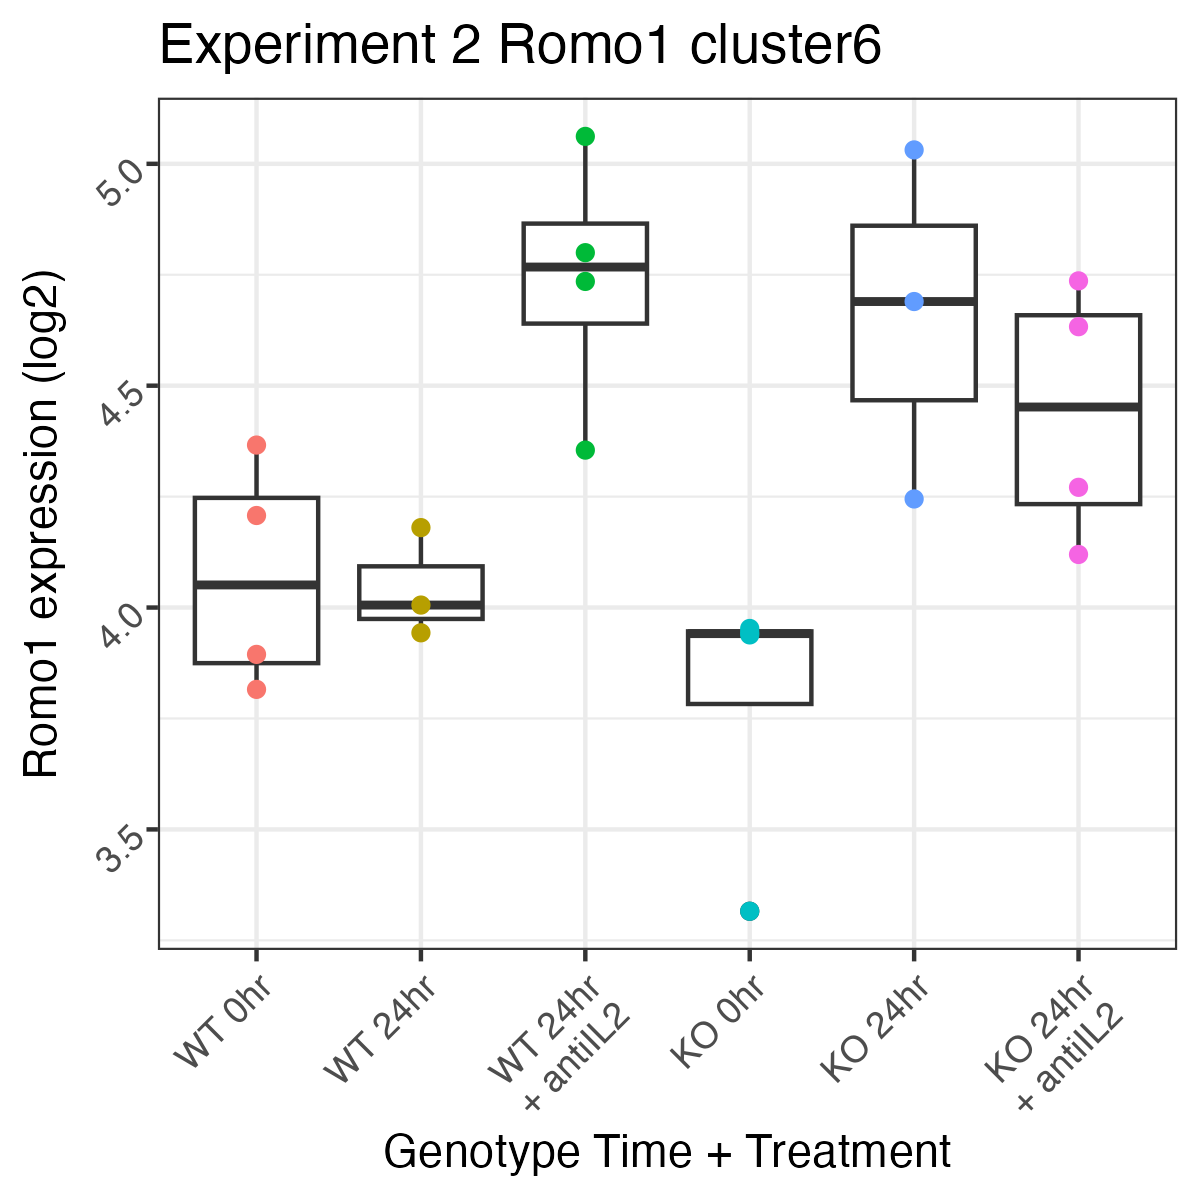 Experiment 2 Romo1 cluster6
Romo1 expression (log2)
5.0
4.5
4.0
3.5
WT 0hr
WT 24hr
WT 24hr
+ antiIL2
KO 0hr
KO 24hr
KO 24hr
+ antiIL2
Genotype Time + Treatment